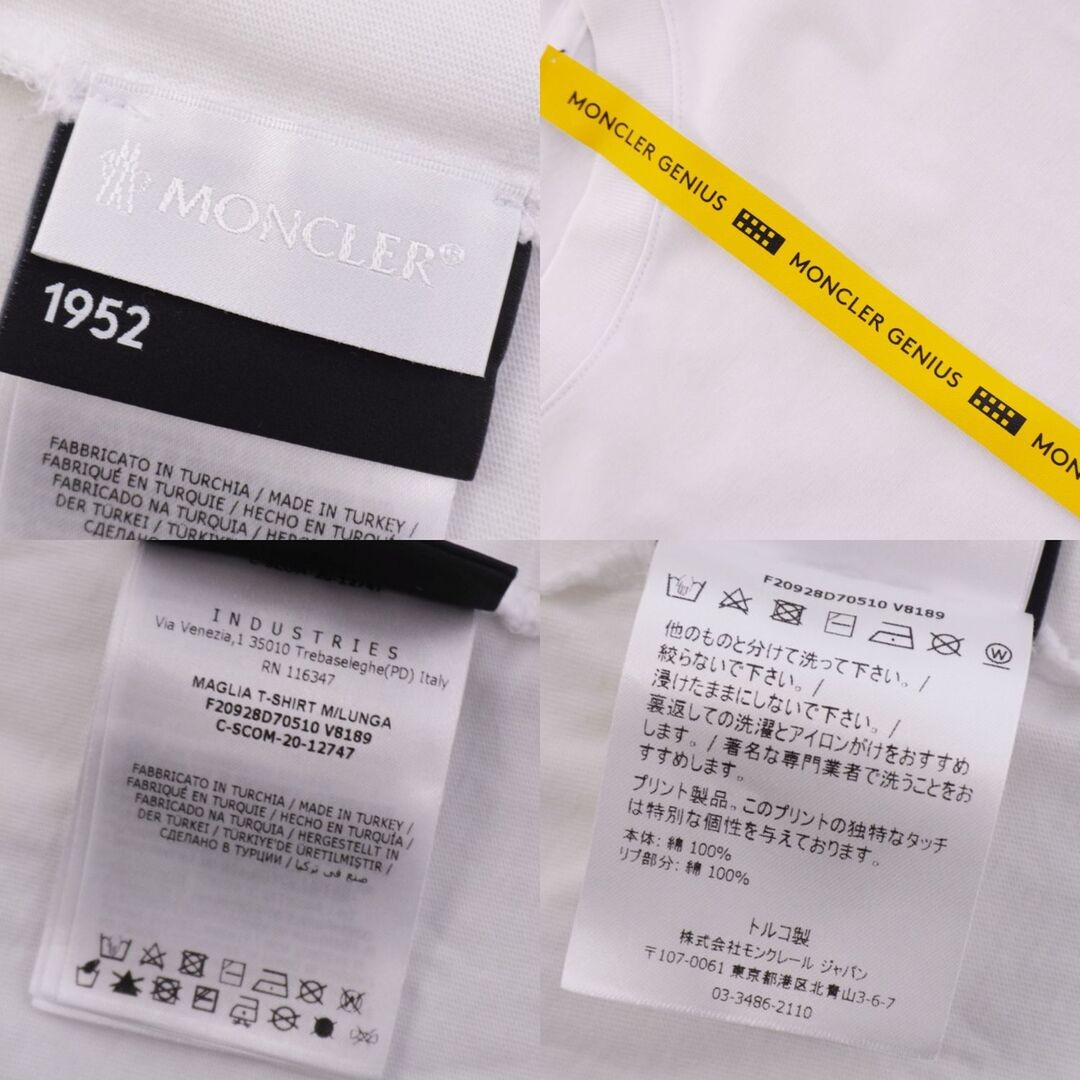 MONCLER
1952
FABBRICATO IN TURCHIA / MADE IN TURKEY /
FABRIQUÉ EN TURQUIE / HECHO EN TURQUÍA
FABRICADO NA TURQUIA / HERGESTELLT IN
DER TÜRKEI / TÜRKIYE'DE
СДЕЛАНО
MONCLER GENIUS MONCLER GENIUS MON
C-SCOM-20-12747
INDUSTRIES
Via Venezia,1 35010 Trebaseleghe(PD) Italy
RN 116347
MAGLIA T-SHIRT M/LUNGA
F20928D70510 V8189
C-SCOM-20-12747
FABBRICATO IN TURCHIA / MADE IN TURKEY /
FABRIQUÉ EN TURQUIE / HECHO EN TURQUÍA /
FABRICADO NA TURQUIA / HERGESTELLT IN
DER TÜRKEI / TÜRKIYE'DE ÜRETILMIŞTIR /
СДЕЛАНО В ТУРЦИИ / صنع في تركيا
F20928D70510 V8189
W
他のものと分けて洗って下さい。/
絞らないで下さい。/
浸けたままにしないで下さい。/
裏返しての洗濯とアイロンがけをおすすめ
します。/ 著名な専門業者で洗うことをお
すすめします。
プリント製品。このプリントの独特なタッチ
は特別な個性を与えております。
本体: 綿 100%
リブ部分: 綿 100%
トルコ製
株式会社モンクレール ジャパン
〒107-0061 東京都港区北青山3-6-7
03-3486-2110